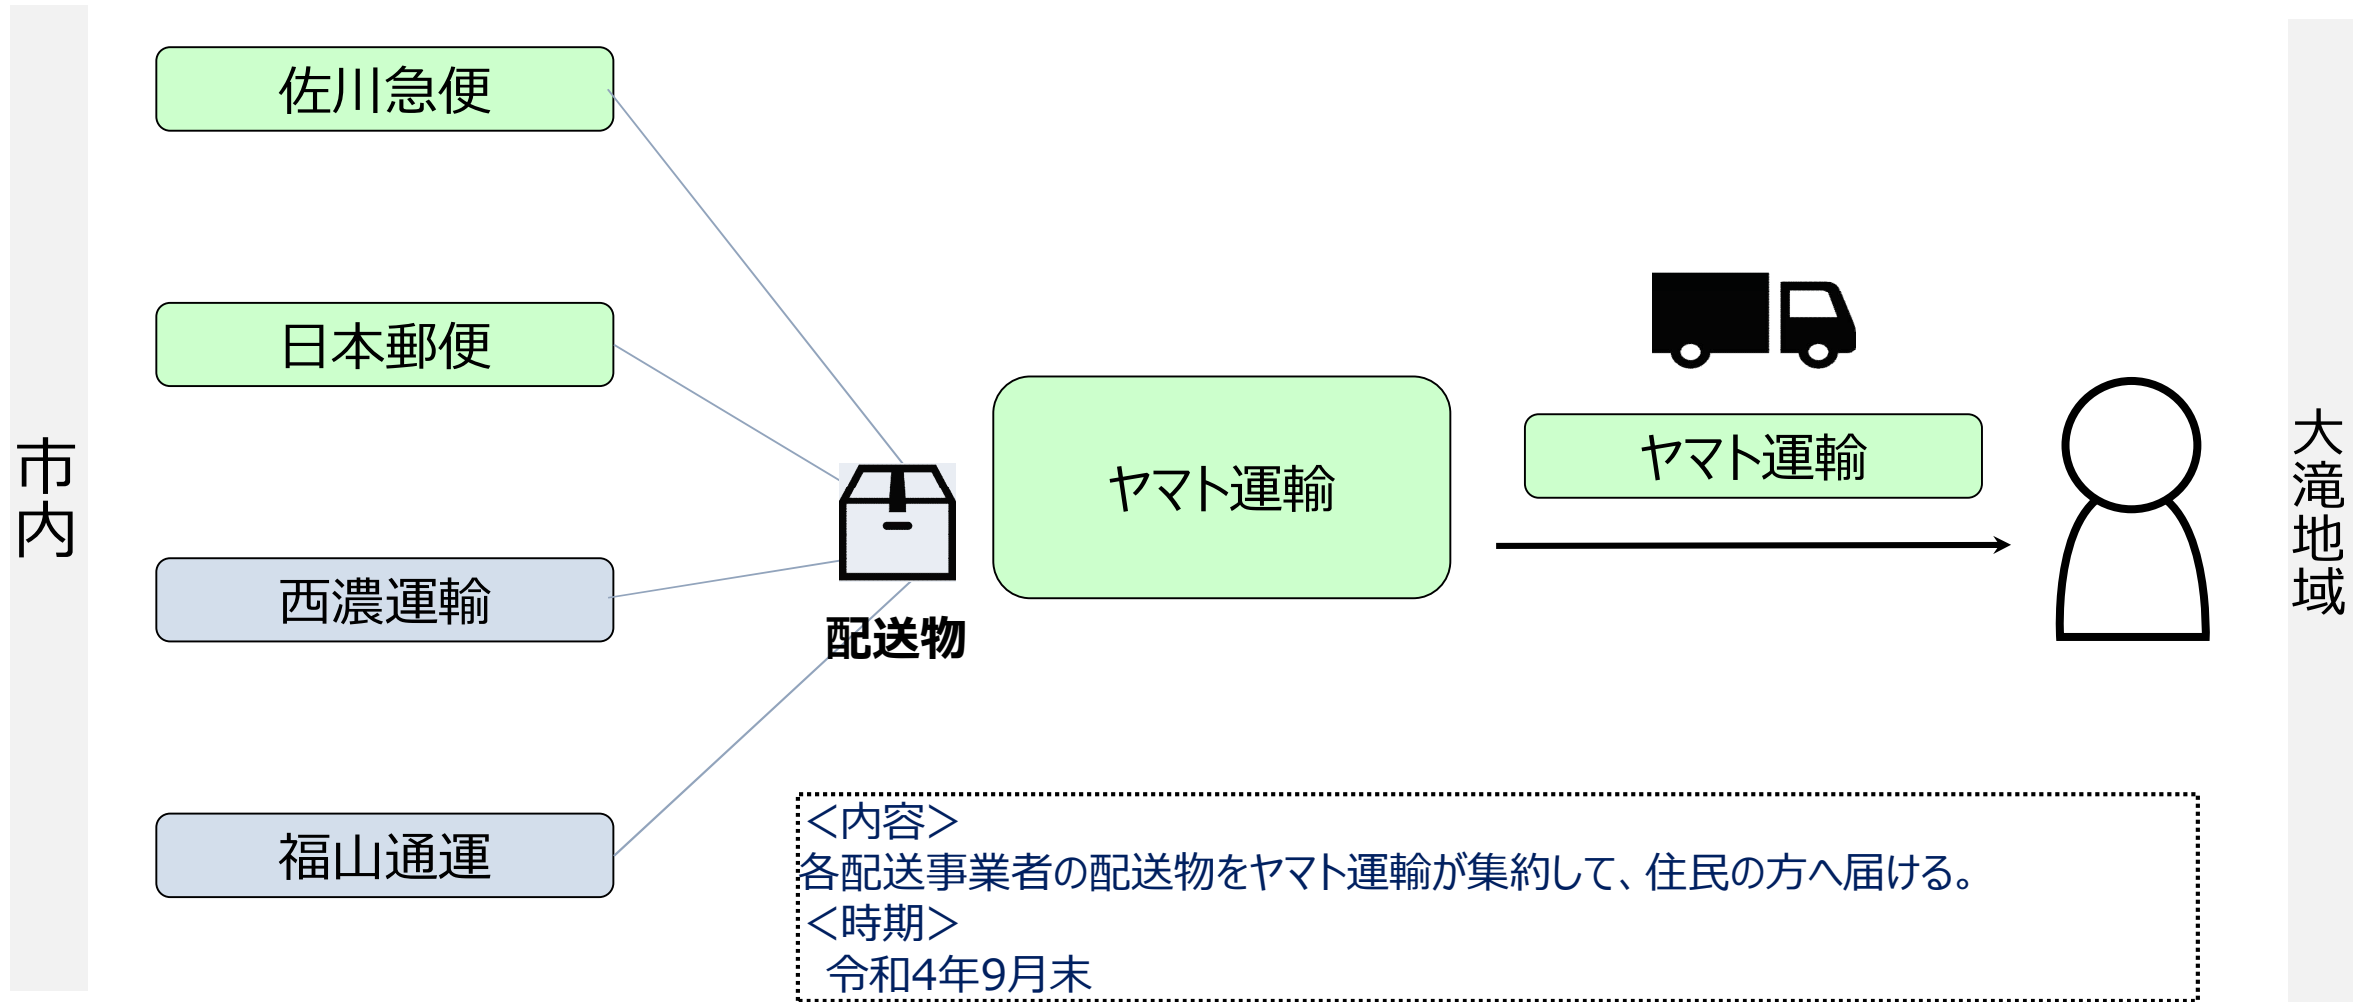 市内
佐川急便
日本郵便
西濃運輸
福山通運
配送物
ヤマト運輸
ヤマト運輸
大滝地域
＜内容＞
各配送事業者の配送物をヤマト運輸が集約して、住民の方へ届ける。
＜時期＞
令和4年9月末